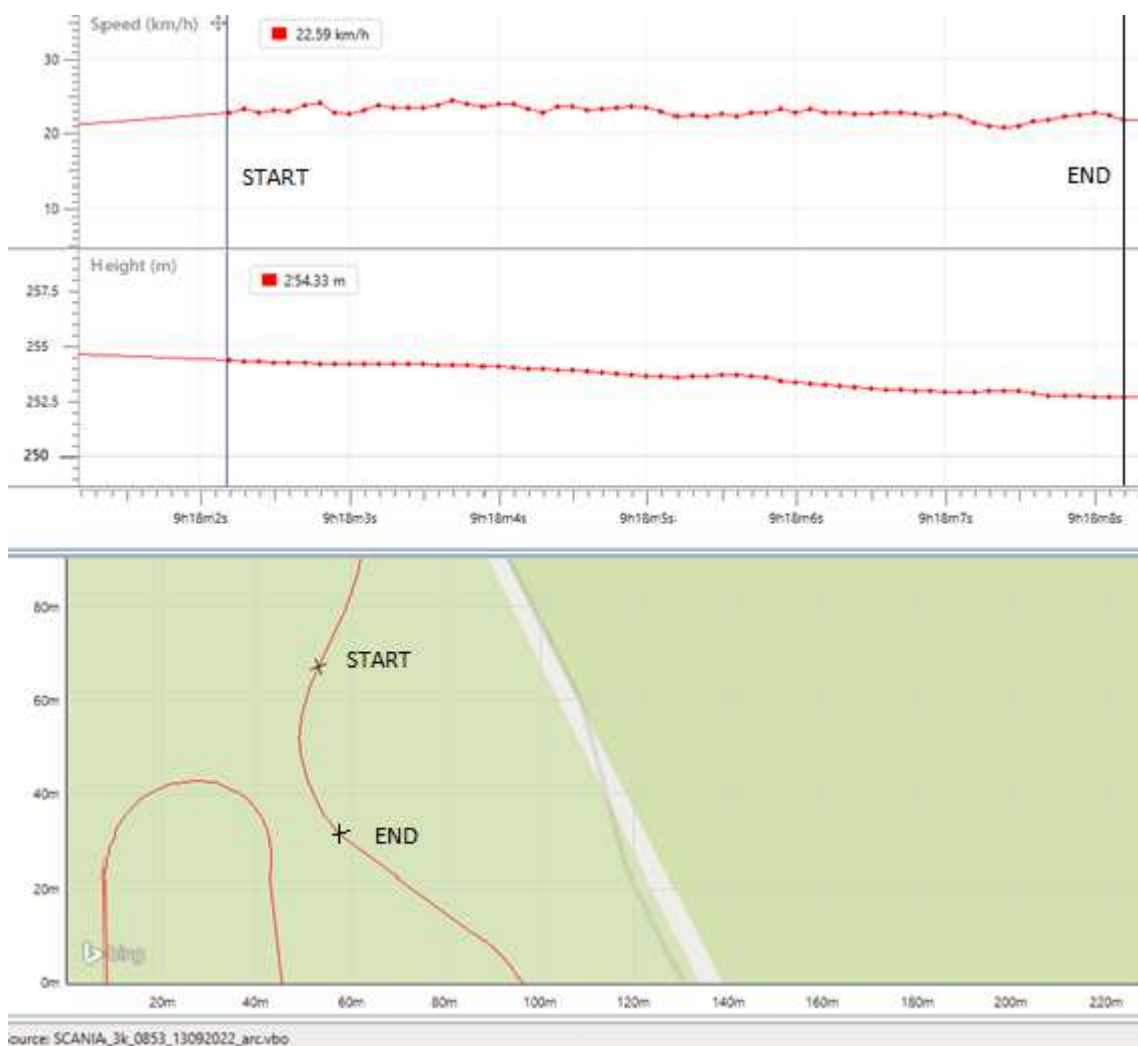 Speed (km/h)
22.59 km/h
30
20
10
START
END
Height (m)
2:54.33 m
257.5
255
252.5
250
9h18m2s
9h18m3s
9h18m4s
9h18m5s
9h18m6s
9h18m7s
9h18m8s
80m
60m
40m
20m
0m
START
END
bing
20m
40m
60m
80m
100m
120m
140m
160m
180m
200m
220m
ource: SCANIA_3k_0853_13092022_arc.vbo